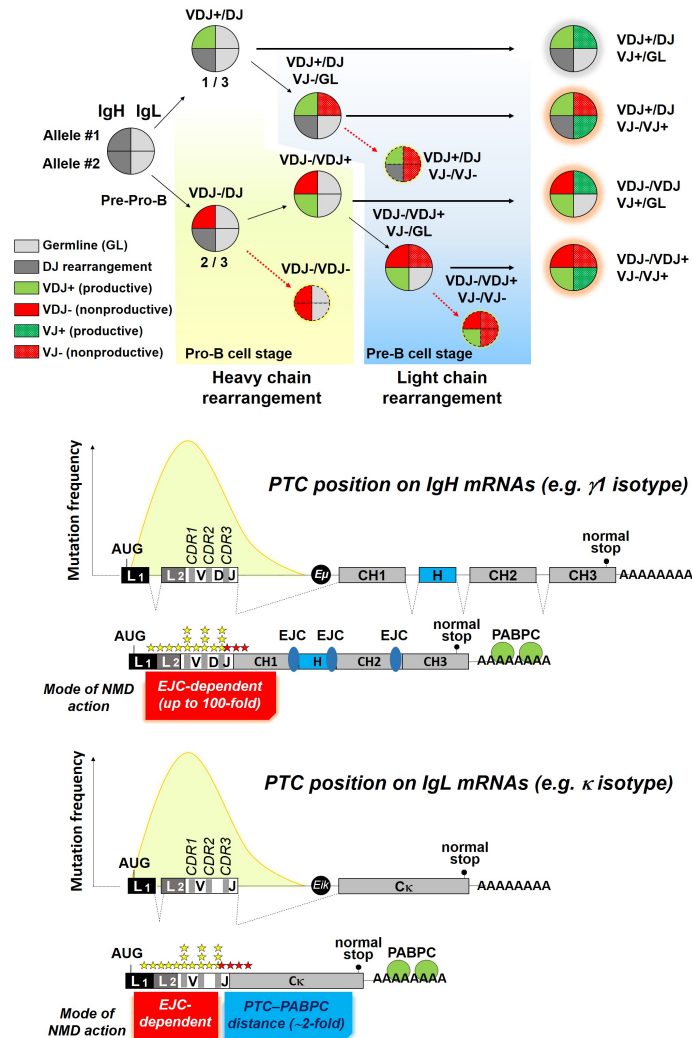 VDJ+/DJ
1 / 3
VDJ+/DJ
VJ-/GL
VDJ+/DJ
VJ+/GL
IgH IgL
Allele #1
Allele #2
Pre-Pro-B
VDJ+/DJ
VJ-/VJ-
VDJ+/DJ
VJ-/VJ+
VDJ-/DJ
2 / 3
VDJ-/VDJ+
VDJ-/VDJ+
VJ-/GL
VDJ-/VDJ
VJ+/GL
VDJ-/VDJ-
VDJ-/VDJ+
VJ-/VJ-
VDJ-/VDJ+
VJ-/VJ+
Germline (GL)
DJ rearrangement
VDJ+ (productive)
VDJ- (nonproductive)
VJ+ (productive)
VJ- (nonproductive)
Pro-B cell stage
Pre-B cell stage
Heavy chain
rearrangement
Light chain
rearrangement
Mutation frequency
PTC position on IgH mRNAs (e.g. γ1 isotype)
CDR1
CDR2
CDR3
AUG
normal
stop
L1 L2 V D J Eµ CH1 H CH2 CH3 AAAAAAAA
AUG
EJC EJC EJC
normal
stop
PABPC
L1 L2 V D J CH1 H CH2 CH3 AAAAAAAA
Mode of NMD
action
EJC-dependent
(up to 100-fold)
Mutation frequency
PTC position on IgL mRNAs (e.g. κ isotype)
CDR1
CDR2
CDR3
AUG
normal
stop
L1 L2 V J Eik Cκ AAAAAAAA
AUG
normal
stop
PABPC
L1 L2 V J Cκ AAAAAAAA
Mode of
NMD action
EJC-
dependent
PTC–PABPC
distance (~2-fold)